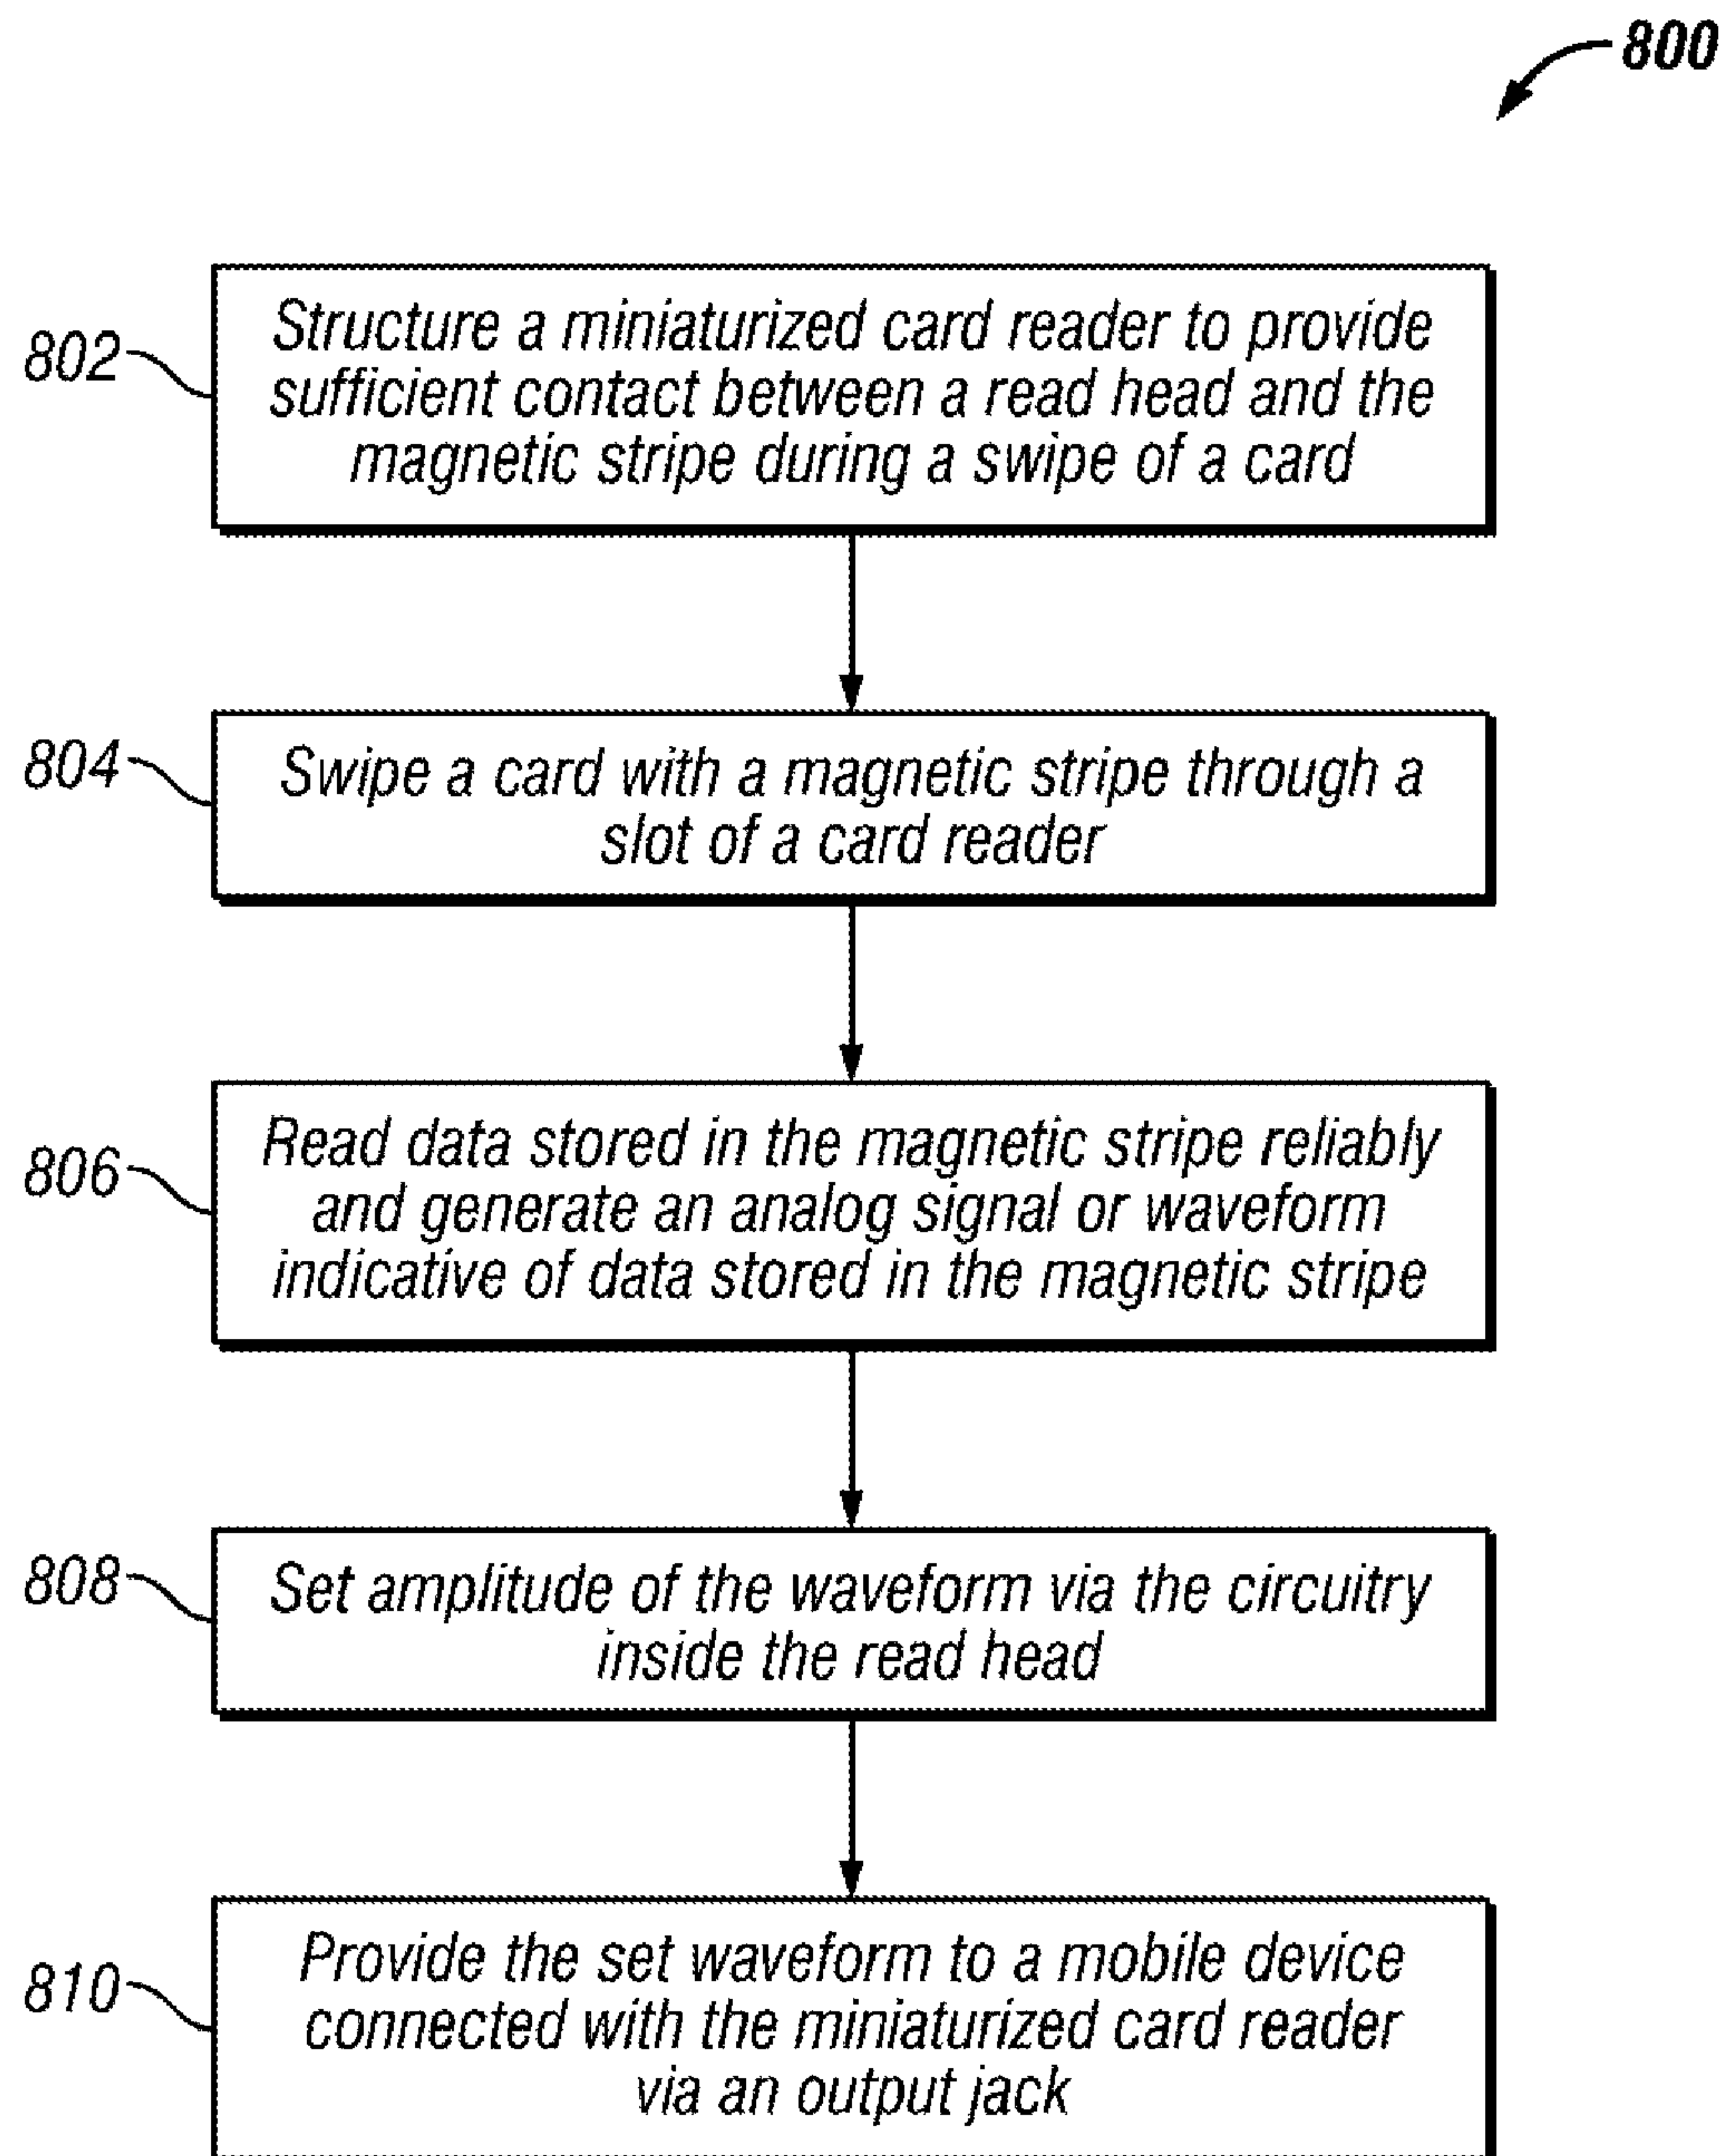 800
802
Structure a miniaturized card reader to provide
sufficient contact between a read head and the
magnetic stripe during a swipe of a card
804
Swipe a card with a magnetic stripe through a
slot of a card reader
806
Read data stored in the magnetic stripe reliably
and generate an analog signal or waveform
indicative of data stored in the magnetic stripe
808
Set amplitude of the waveform via the circuitry
inside the read head
810
Provide the set waveform to a mobile device
connected with the miniaturized card reader
via an output jack